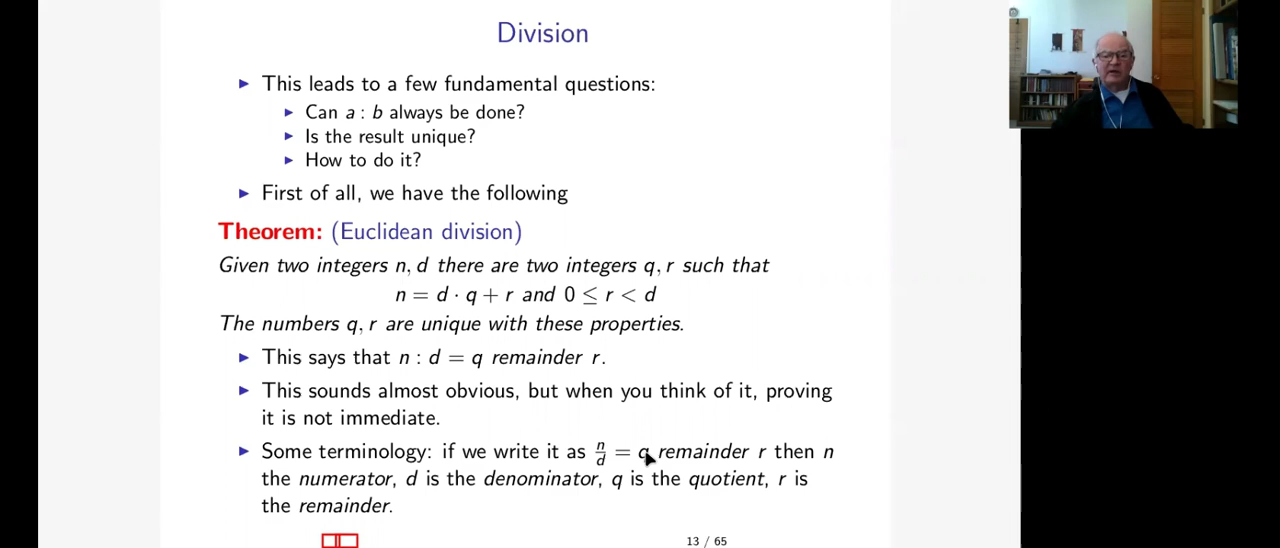 Division
▶ This leads to a few fundamental questions:
▶ Can a : b always be done?
▶ Is the result unique?
▶ How to do it?
▶ First of all, we have the following
Theorem: (Euclidean division)
Given two integers n, d there are two integers q, r such that
n = d · q + r and 0 ≤ r < d
The numbers q, r are unique with these properties.
▶ This says that n : d = q remainder r.
▶ This sounds almost obvious, but when you think of it, proving
it is not immediate.
▶ Some terminology: if we write it as n/d = q remainder r then n
the numerator, d is the denominator, q is the quotient, r is
the remainder.
13 / 65